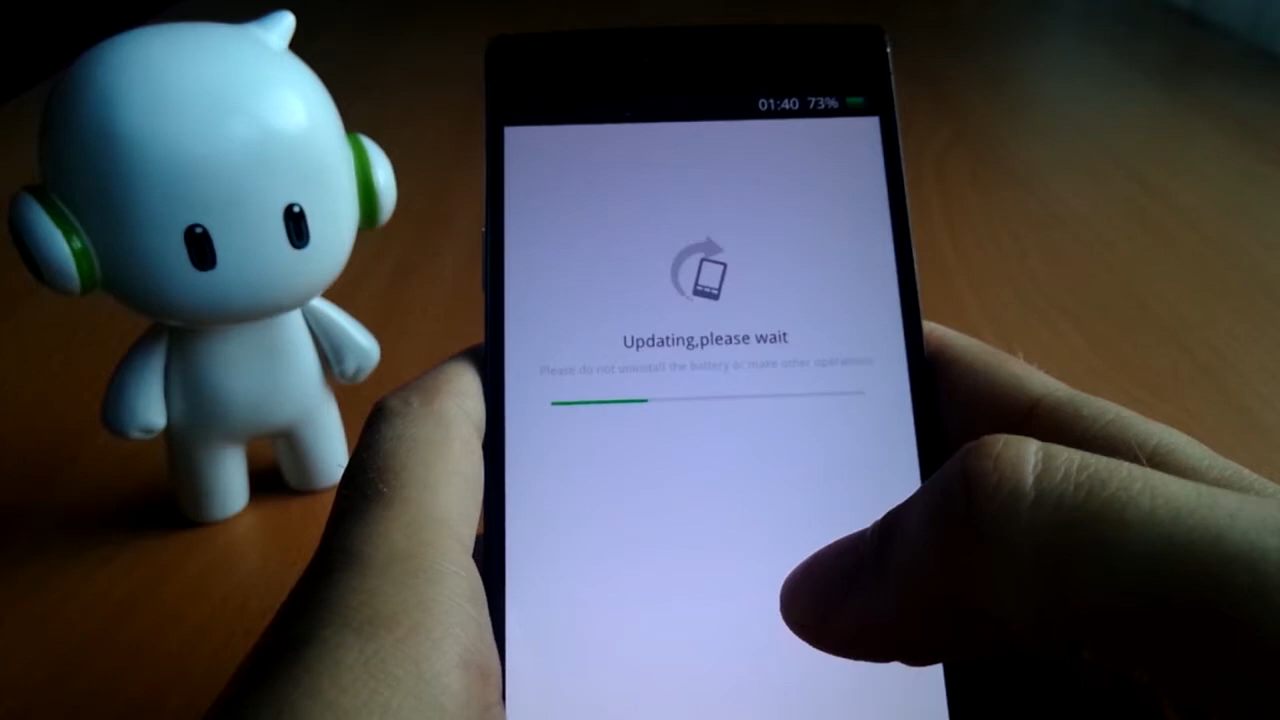 01:40 73%
Updating,please wait
Please do not uninstall the battery or make other operations